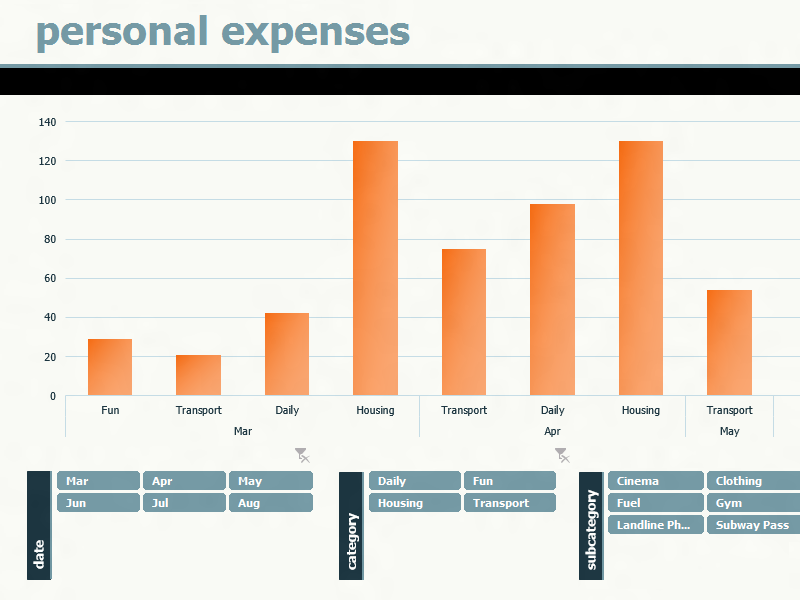 personal expenses
140
120
100
80
60
40
20
0
Fun Transport Daily Housing Transport Daily Housing Transport
Mar Apr May
date
Mar Apr May
Jun Jul Aug
category
Daily Fun
Housing Transport
subcategory
Cinema Clothing
Fuel Gym
Landline Ph... Subway Pass